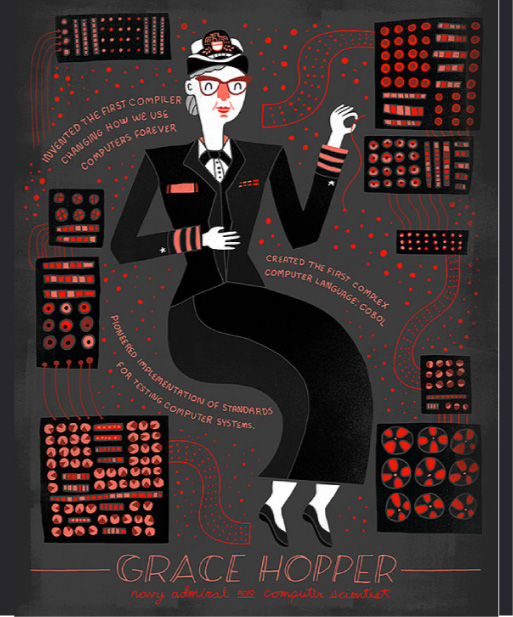 INVENTED THE FIRST COMPILER
CHANGING HOW WE USE
COMPUTERS FOREVER
CREATED THE FIRST COMPLEX
COMPUTER LANGUAGE: COBOL
PIONEERED IMPLEMENTATION OF STANDARDS
FOR TESTING COMPUTER SYSTEMS.
GRACE HOPPER
navy admiral and computer scientist